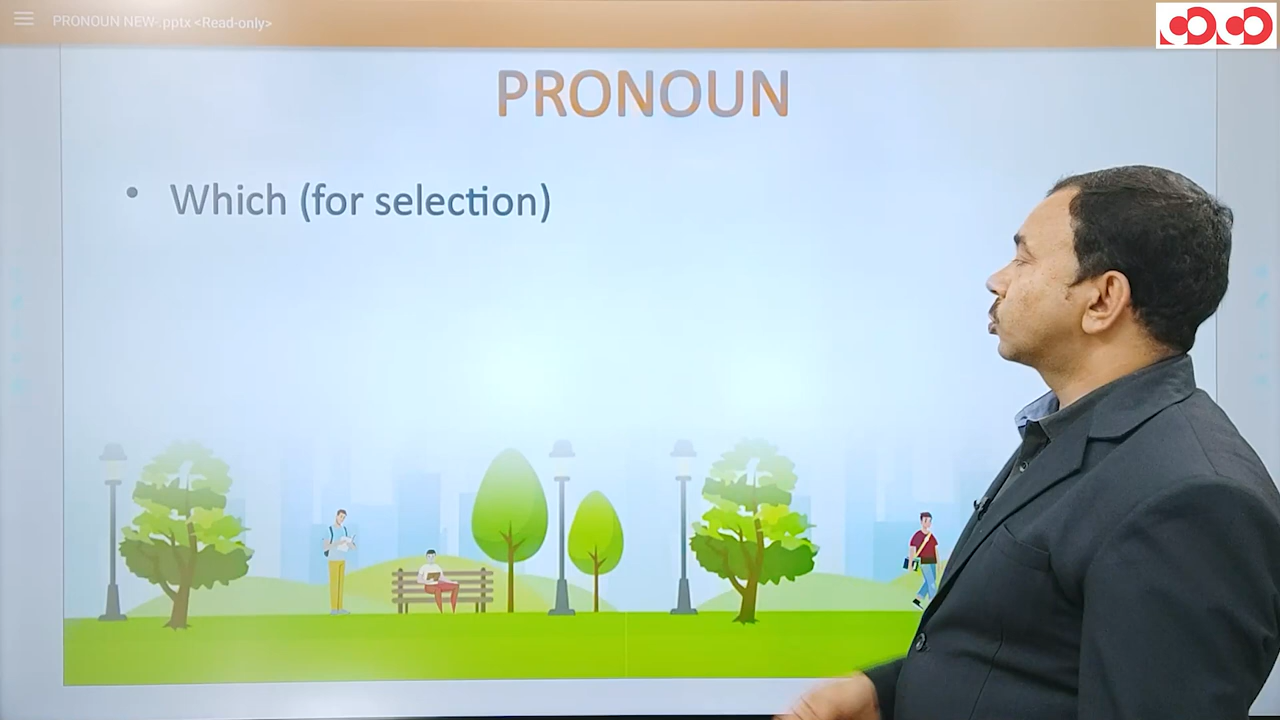 PRONOUN NEW-.pptx <Read-only>
PRONOUN
• Which (for selection)